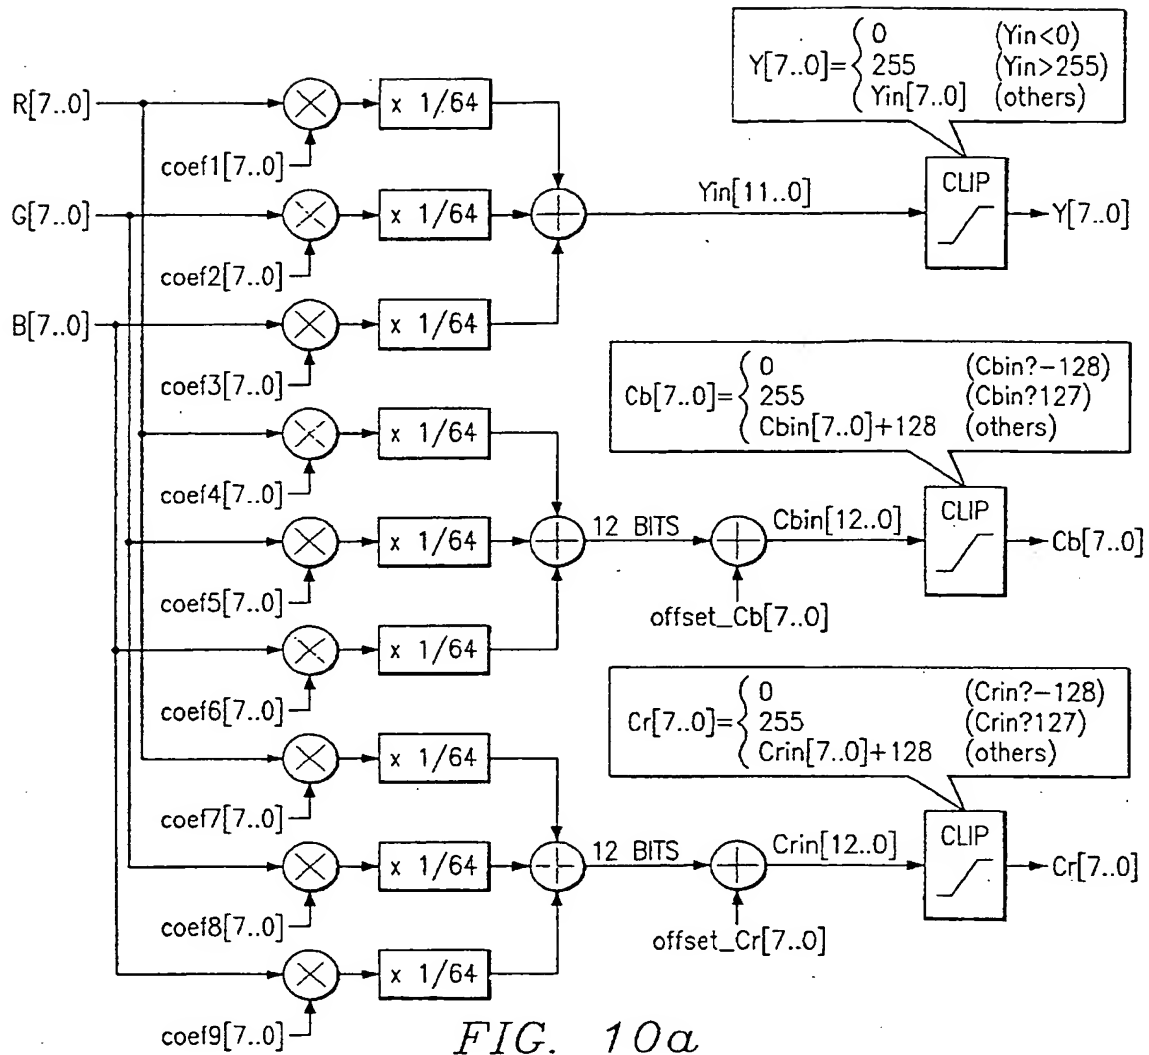 Y[7..0]= 0 (Yin<0)
255 (Yin>255)
Yin[7..0] (others)
R[7..0]
x 1/64
coef1[7..0]
CLIP
G[7..0]
x 1/64
Yin[11..0]
Y[7..0]
coef2[7..0]
B[7..0]
x 1/64
coef3[7..0]
Cb[7..0]= 0 (Cbin?-128)
255 (Cbin?127)
Cbin[7..0]+128 (others)
x 1/64
coef4[7..0]
CLIP
x 1/64
12 BITS
Cbin[12..0]
Cb[7..0]
coef5[7..0]
offset_Cb[7..0]
x 1/64
coef6[7..0]
Cr[7..0]= 0 (Crin?-128)
255 (Crin?127)
Crin[7..0]+128 (others)
x 1/64
coef7[7..0]
CLIP
x 1/64
12 BITS
Crin[12..0]
Cr[7..0]
coef8[7..0]
offset_Cr[7..0]
x 1/64
coef9[7..0]
FIG. 10a